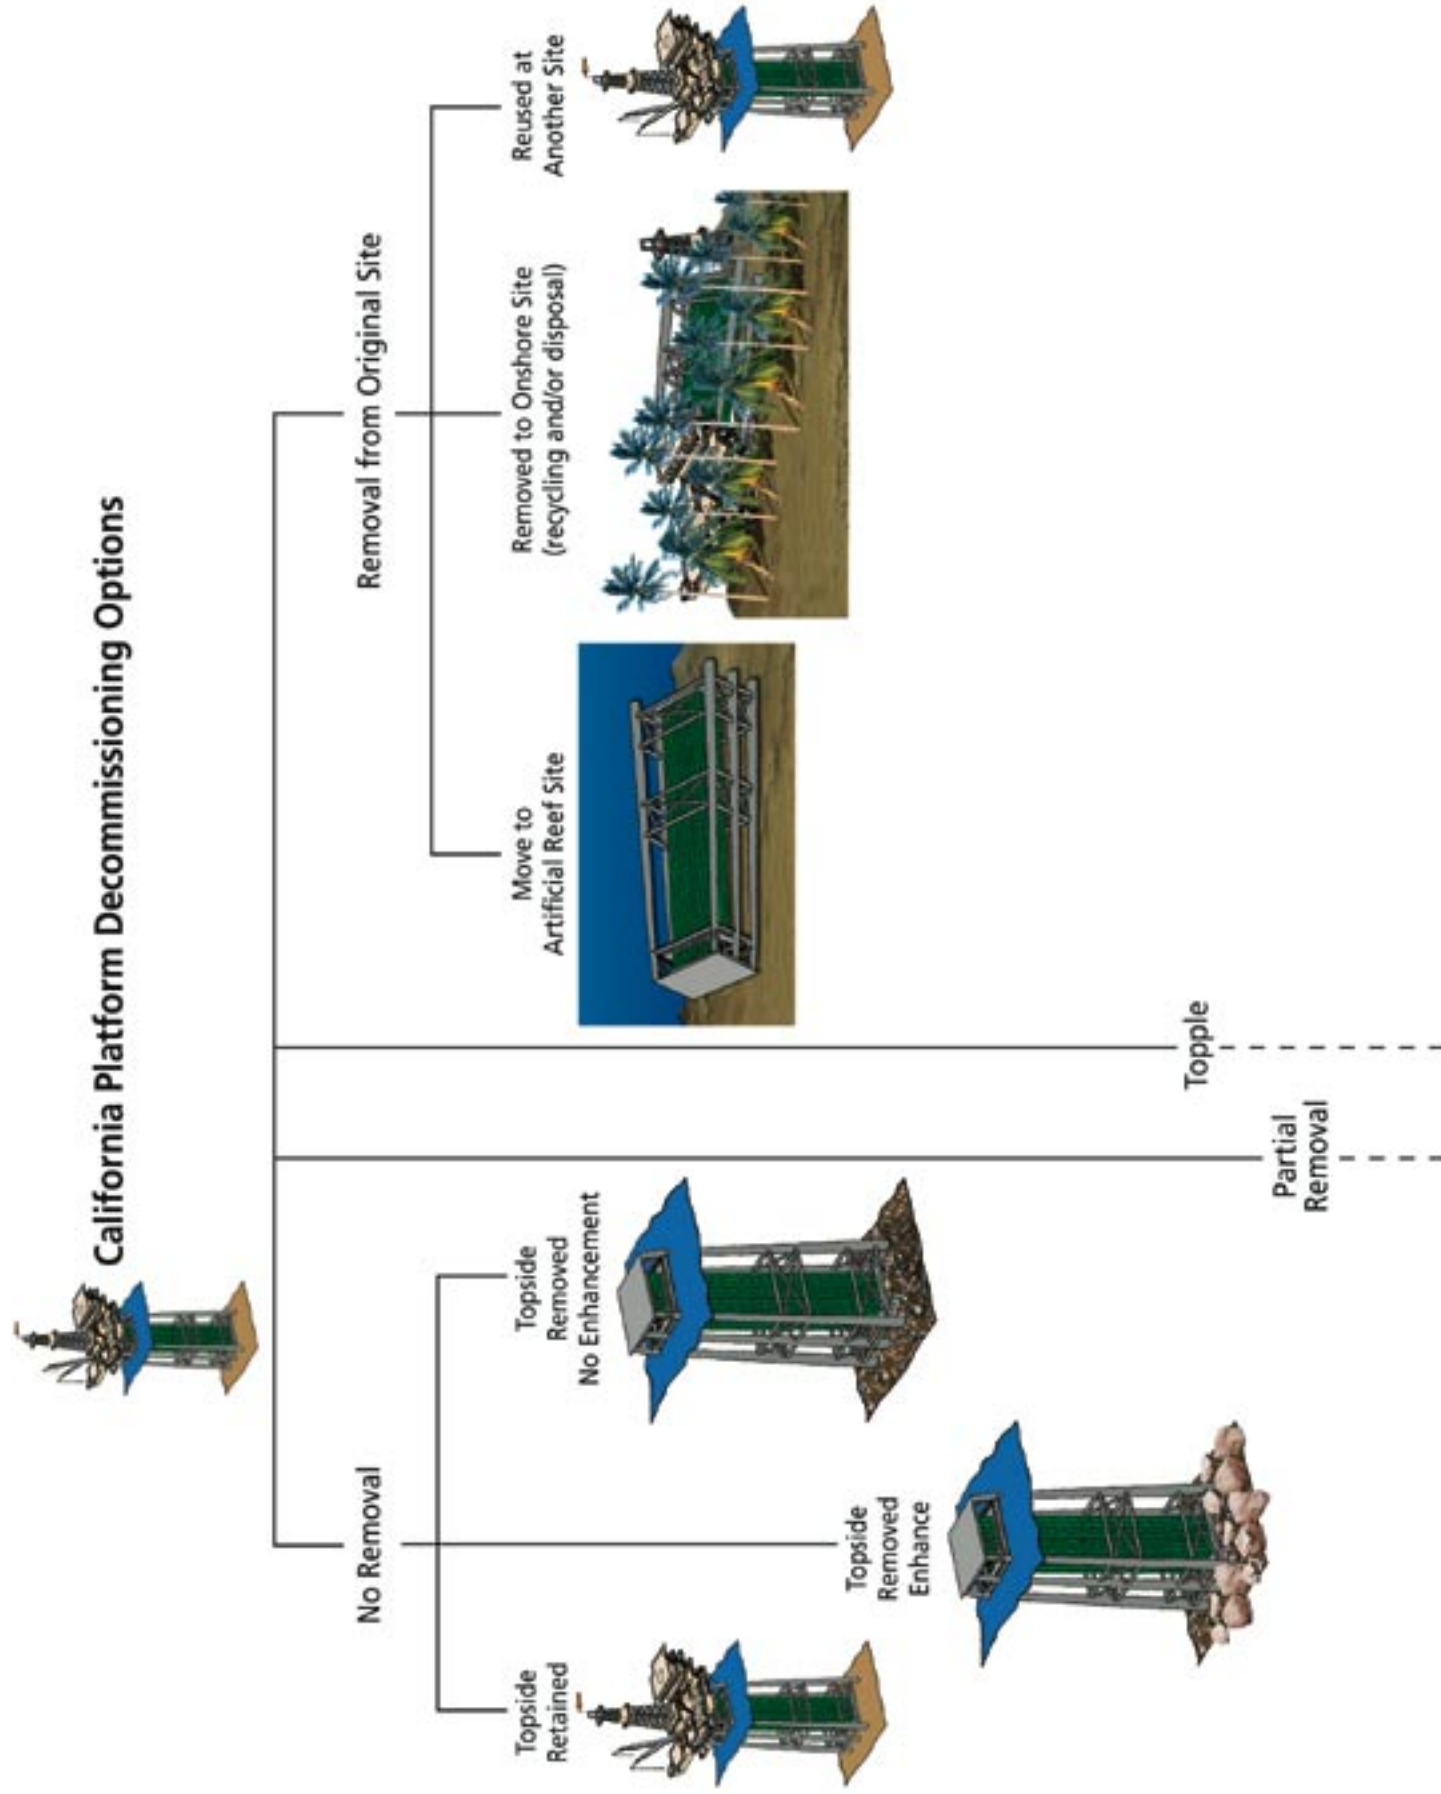 California Platform Decommissioning Options
No Removal
Removal from Original Site
Topside
Retained
Topside
Removed
Enhance
Topside
Removed
No Enhancement
Partial
Removal
Topple
Move to
Artificial Reef Site
Removed to Onshore Site
(recycling and/or disposal)
Reused at
Another Site